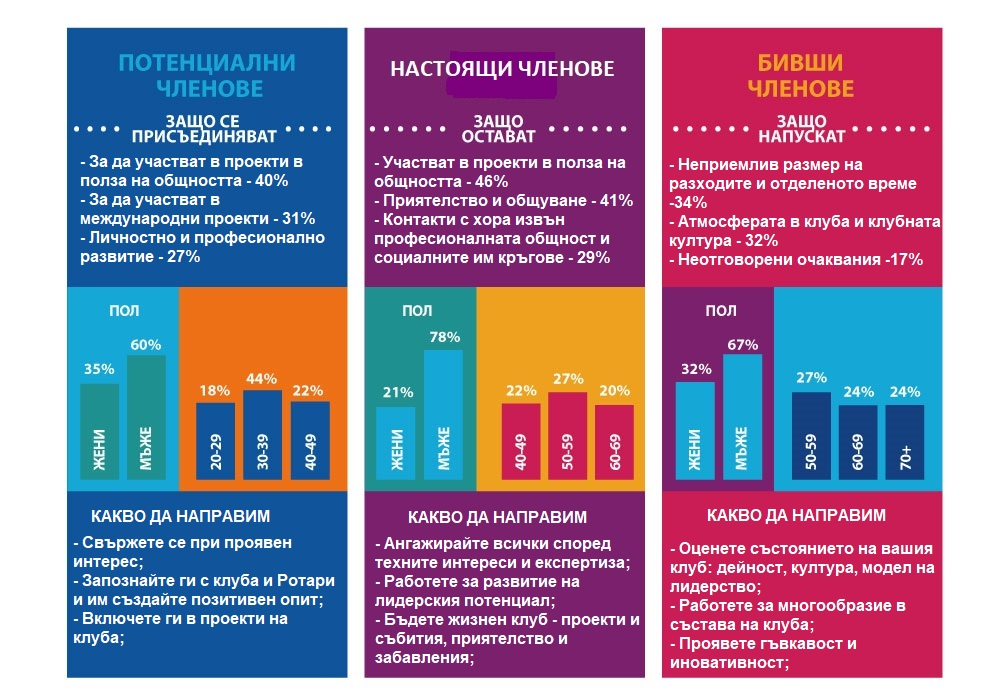 ПОТЕНЦИАЛНИ
ЧЛЕНОВЕ
ЗАЩО СЕ
ПРИСЪЕДИНЯВАТ
- За да участват в проекти в
полза на общността - 40%
- За да участват в
международни проекти - 31%
- Личностно и професионално
развитие - 27%
ПОЛ
35%
60%
ЖЕНИ
МЪЖЕ
18%
44%
22%
20-29
30-39
40-49
КАКВО ДА НАПРАВИМ
- Свържете се при проявен
интерес;
- Запознайте ги с клуба и Ротари
и им създайте позитивен опит;
- Включете ги в проекти на
клуба;
НАСТОЯЩИ ЧЛЕНОВЕ
ЗАЩО
ОСТАВАТ
- Участват в проекти в полза на
общността - 46%
- Приятелство и общуване - 41%
- Контакти с хора извън
професионалната общност и
социалните им кръгове - 29%
ПОЛ
21%
78%
ЖЕНИ
МЪЖЕ
22%
27%
20%
40-49
50-59
60-69
КАКВО ДА НАПРАВИМ
- Ангажирайте всички според
техните интереси и експертиза;
- Работете за развитие на
лидерския потенциал;
- Бъдете жизнен клуб - проекти и
събития, приятелство и
забавления;
БИВШИ
ЧЛЕНОВЕ
ЗАЩО
НАПУСКАТ
- Неприемлив размер на
разходите и отделеното време
-34%
- Атмосферата в клуба и клубната
култура - 32%
- Неотговорени очаквания -17%
ПОЛ
32%
67%
ЖЕНИ
МЪЖЕ
27%
24%
24%
50-59
60-69
70+
КАКВО ДА НАПРАВИМ
- Оценете състоянието на вашия
клуб: дейност, култура, модел на
лидерство;
- Работете за многообразие в
състава на клуба;
- Проявете гъвкавост и
иновативност;